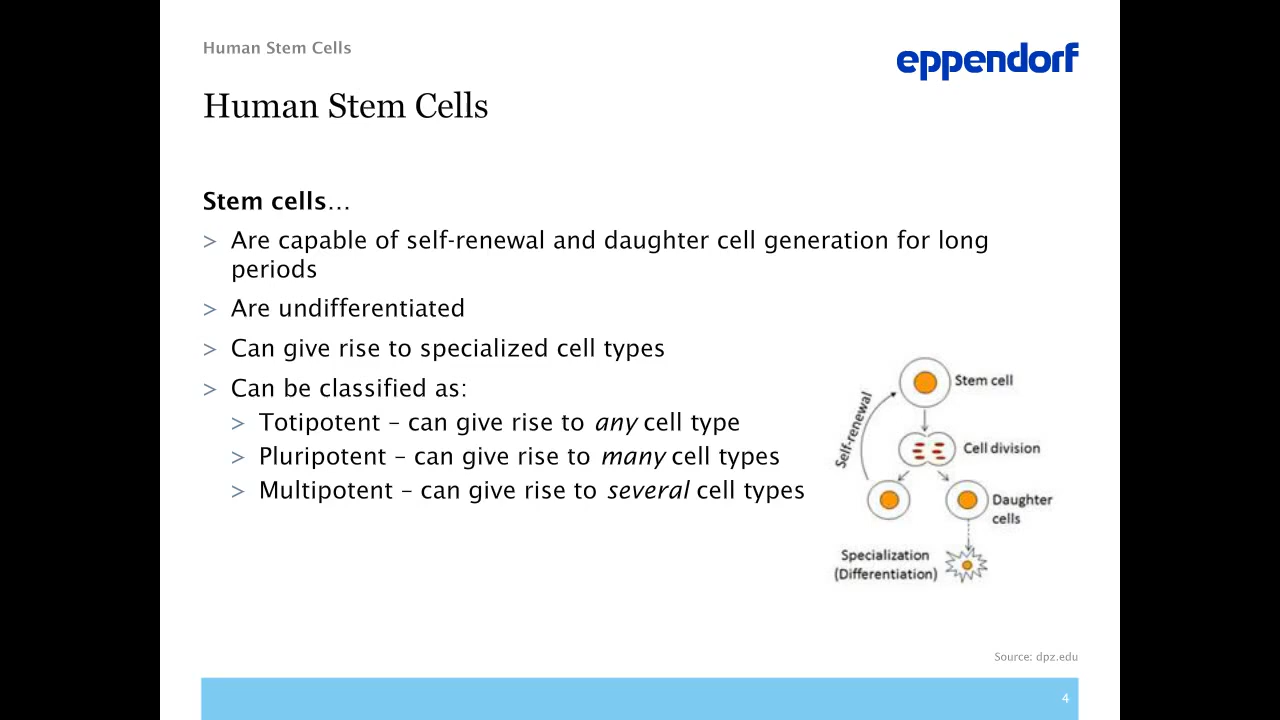 Human Stem Cells
eppendorf
Human Stem Cells
Stem cells…
> Are capable of self-renewal and daughter cell generation for long
periods
> Are undifferentiated
> Can give rise to specialized cell types
> Can be classified as:
> Totipotent – can give rise to any cell type
> Pluripotent – can give rise to many cell types
> Multipotent – can give rise to several cell types
Stem cell
Self-renewal
Cell division
Daughter
cells
Specialization
(Differentiation)
Source: dpz.edu
4